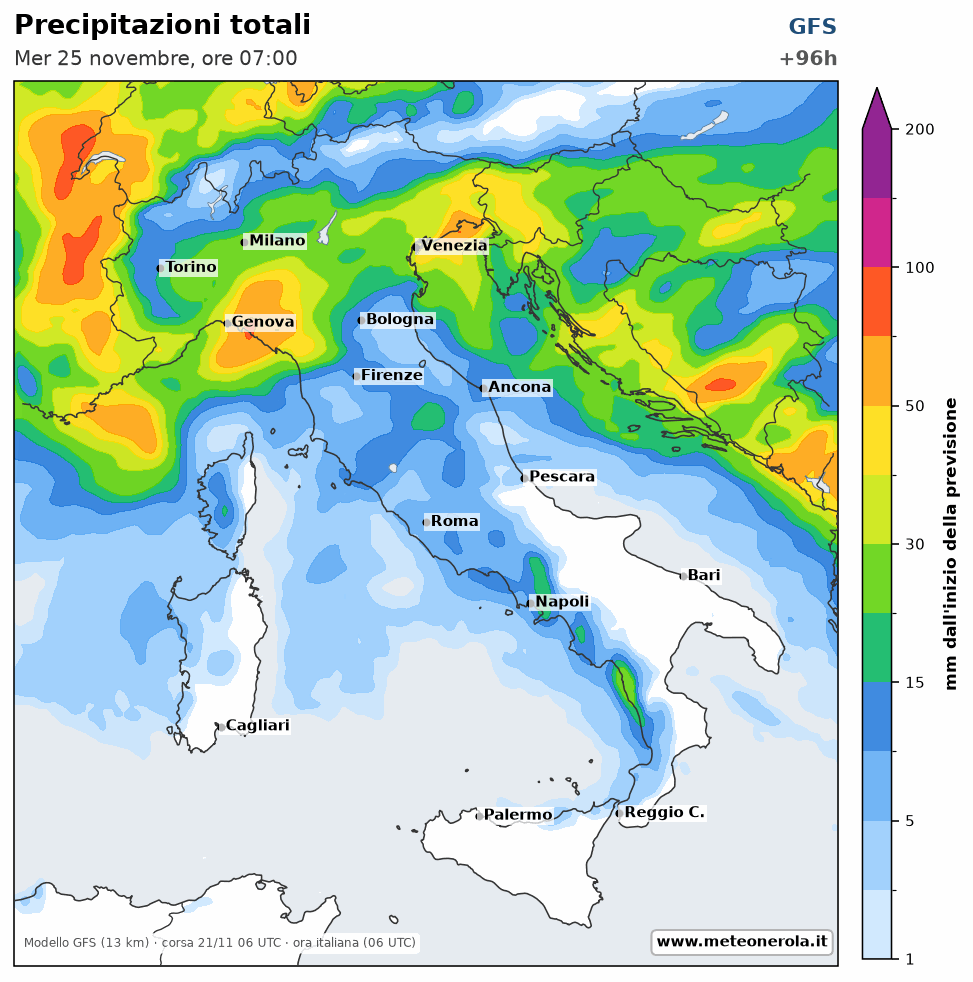 Precipitazioni totali
GFS
Mer 25 novembre, ore 07:00
+96h
200
Milano
Venezia
Torino
100
Genova
Bologna
Firenze
Ancona
50
Pescara
Roma
30
Bari
Napoli
15
Cagliari
Palermo
Reggio C.
5
mm dall'inizio della previsione
Modello GFS (13 km) · corsa 21/11 06 UTC · ora italiana (06 UTC)
www.meteonerola.it
1